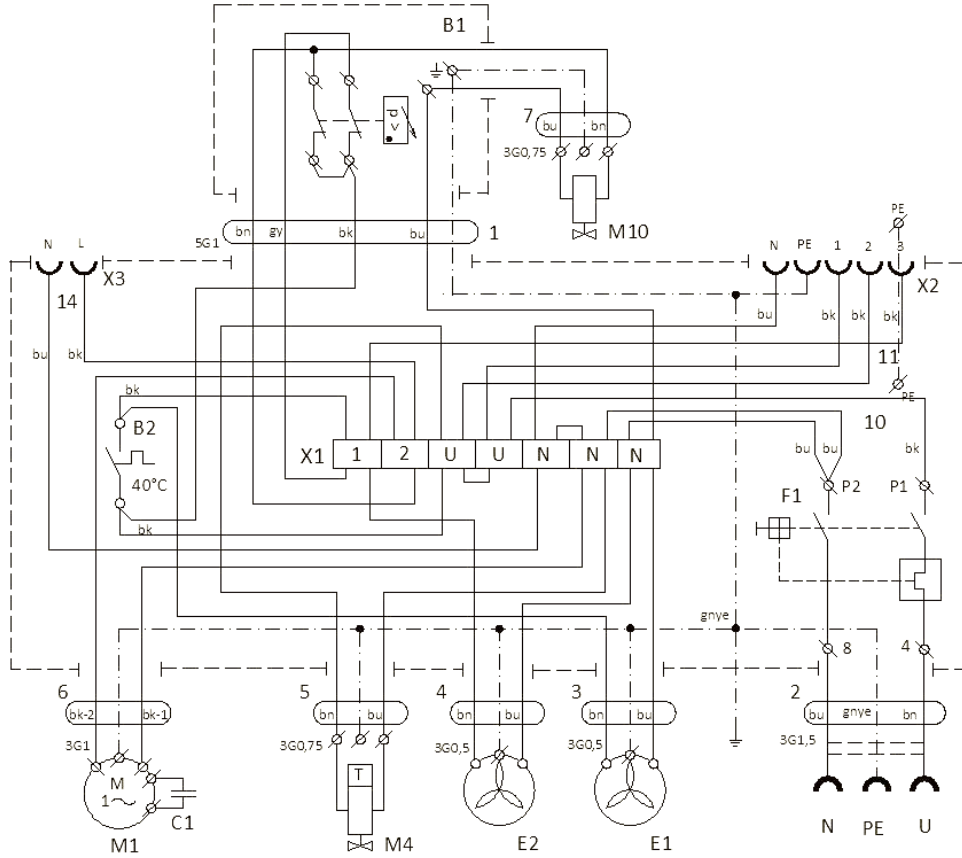 B1
7
bu bn
3G0,75
P >
M10
bn gy bk bu 1
5G1
N L
X3
14
PE
N PE 1 2 3
X2
bu bk bk bk
11
PE
10
bu bk
bk
B2
40°C
bk
X1 1 2 U U N N N
bu bu bk
P2 P1
F1
gnye
8 4
6 5 4 3 2
bk-2 bk-1 bn bu bn bu bn bu bu gnye bn
3G1 3G0,75 3G0,5 3G0,5 3G1,5
M
1
T
C1
M1 M4 E2 E1
N PE U